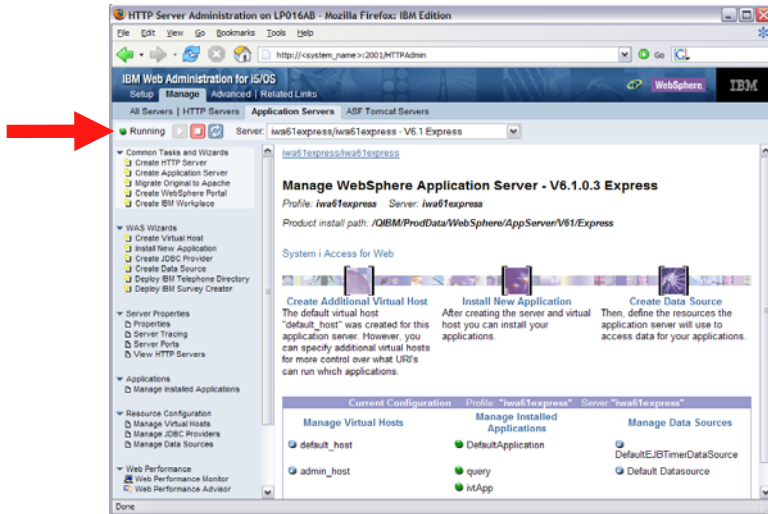 HTTP Server Administration on LP016AB - Mozilla Firefox: IBM Edition
File Edit View Go Bookmarks Tools Help
http://<system_name>:2001/HTTPAdmin
Go
IBM Web Administration for i5/OS
Setup Manage Advanced | Related Links
WebSphere
IBM
All Servers | HTTP Servers Application Servers ASF Tomcat Servers
Running Server: iwa61express/iwa61express - V6.1 Express
Common Tasks and Wizards
Create HTTP Server
Create Application Server
Migrate Original to Apache
Create WebSphere Portal
Create IBM Workplace
WAS Wizards
Create Virtual Host
Install New Application
Create JDBC Provider
Create Data Source
Deploy IBM Telephone Directory
Deploy IBM Survey Creator
Server Properties
Properties
Server Tracing
Server Ports
View HTTP Servers
Applications
Manage Installed Applications
Resource Configuration
Manage Virtual Hosts
Manage JDBC Providers
Manage Data Sources
Web Performance
Web Performance Monitor
Web Performance Advisor
iwa61express/iwa61express
Manage WebSphere Application Server - V6.1.0.3 Express
Profile: iwa61express Server: iwa61express
Product install path: /QIBM/ProdData/WebSphere/AppServer/V61/Express
System i Access for Web
Create Additional Virtual Host
The default virtual host
"default_host" was created for this
application server. However, you
can specify additional virtual hosts
for more control over what URI's
can run which applications.
Install New Application
After creating the server and virtual
host you can install your
applications.
Create Data Source
Then, define the resources the
application server will use to
access data for your applications.
Current Configuration Profile: "iwa61express" Server: "iwa61express"
Manage Virtual Hosts
default_host
admin_host
Manage Installed
Applications
DefaultApplication
query
ivtApp
Manage Data Sources
DefaultEJBTimerDataSource
Default Datasource
Done